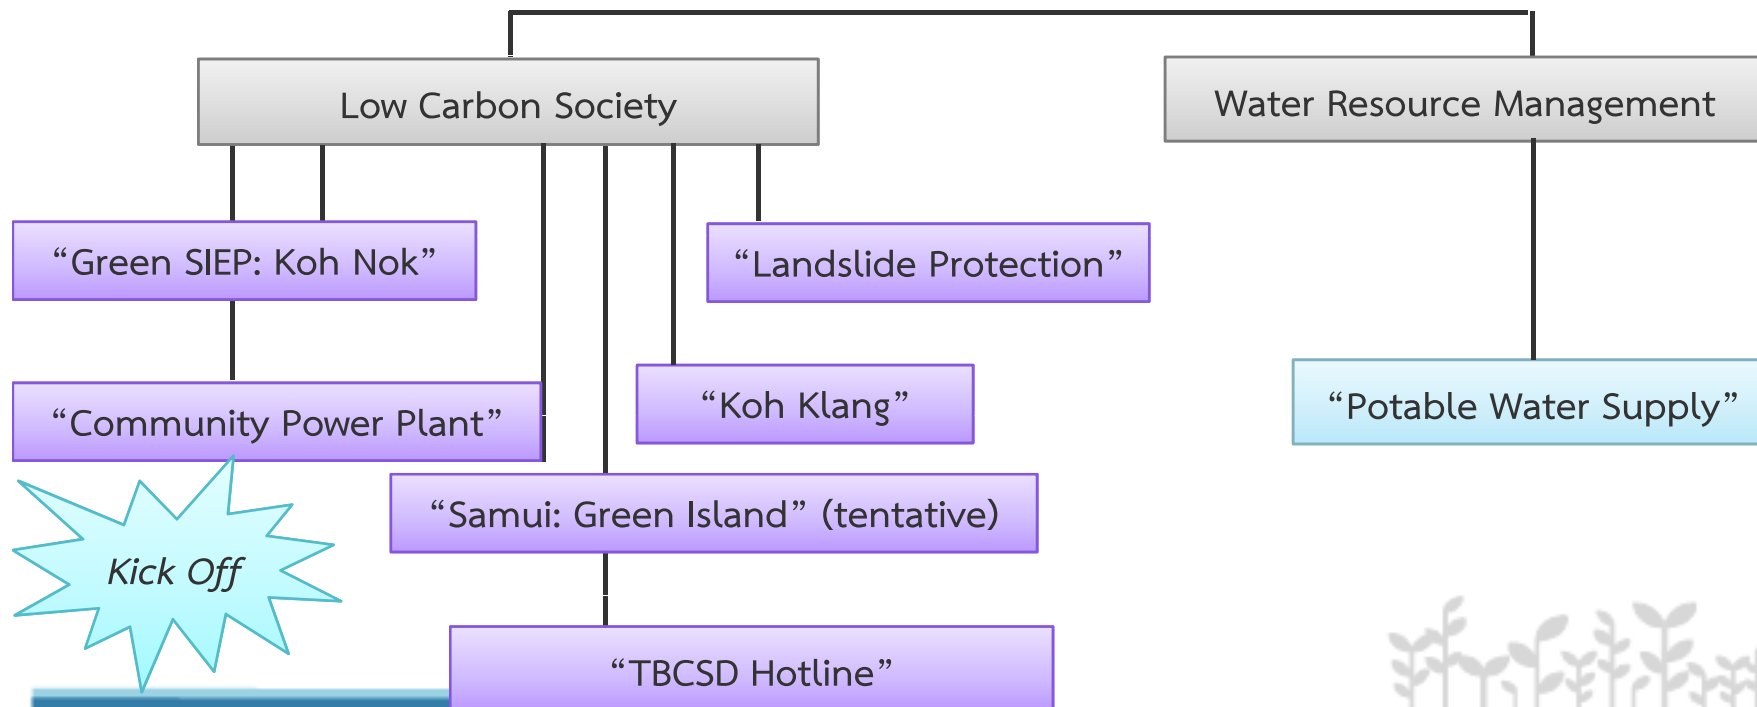 Low Carbon Society
Water Resource Management
“Green SIEP: Koh Nok”
“Landslide Protection”
“Community Power Plant”
“Koh Klang”
“Potable Water Supply”
“Samui: Green Island” (tentative)
Kick Off
“TBCSD Hotline”